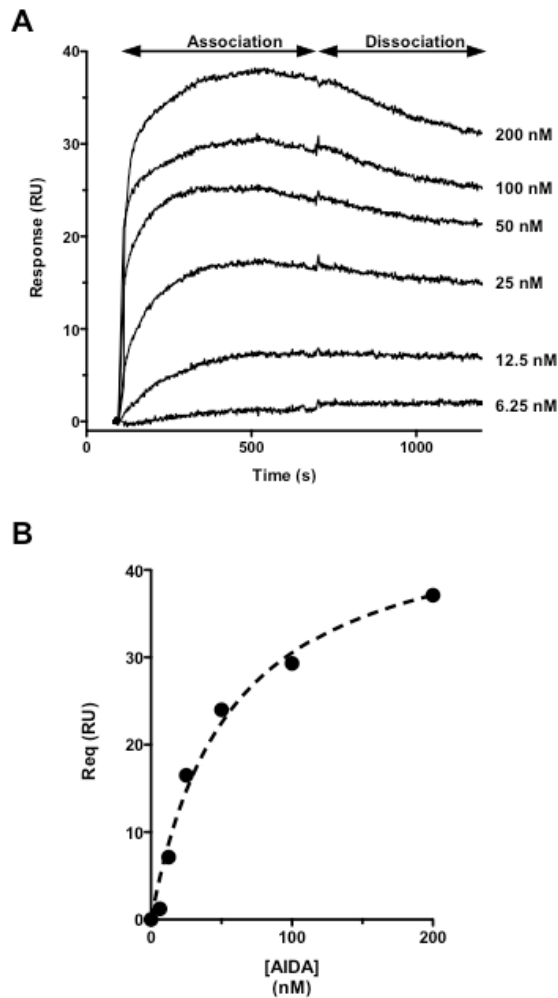 A
Association Dissociation
40
30
20
10
0
Response (RU)
200 nM
100 nM
50 nM
25 nM
12.5 nM
6.25 nM
0 500 1000
Time (s)
B
40
30
20
10
0
Req (RU)
0 100 200
[AIDA]
(nM)